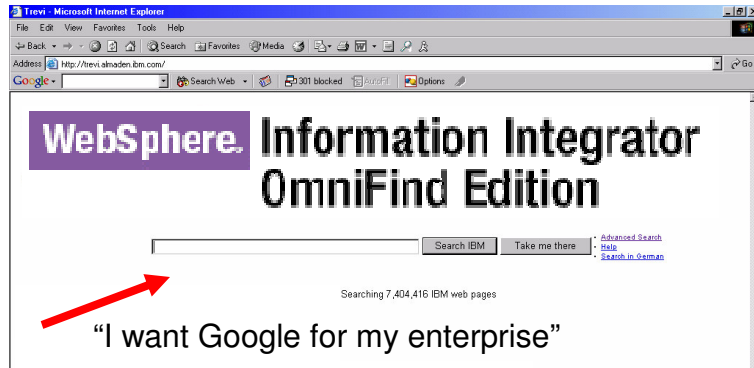 Trevi - Microsoft Internet Explorer
File Edit View Favorites Tools Help
Back Search Favorites Media
Address http://trevi.almaden.ibm.com/ Go
Google Search Web 301 blocked AutoFill Options
WebSphere. Information Integrator
OmniFind Edition
Search IBM Take me there
Advanced Search
Help
Search in German
Searching 7,404,416 IBM web pages
“I want Google for my enterprise”